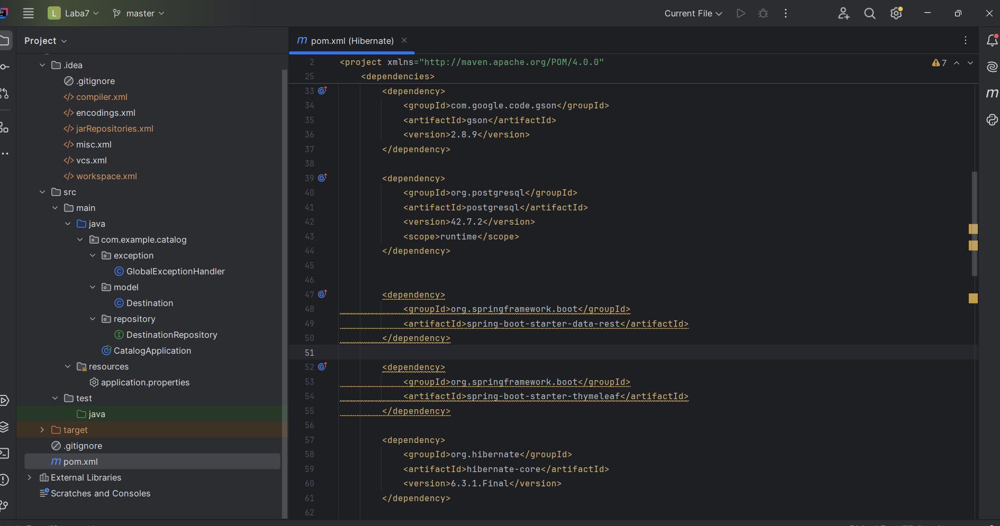 L Laba7 master Current File
Project
pom.xml (Hibernate)
.idea
.gitignore
compiler.xml
encodings.xml
jarRepositories.xml
misc.xml
vcs.xml
workspace.xml
src
main
java
com.example.catalog
exception
GlobalExceptionHandler
model
Destination
repository
DestinationRepository
CatalogApplication
resources
application.properties
test
java
target
.gitignore
pom.xml
External Libraries
Scratches and Consoles
2 <project xmlns="http://maven.apache.org/POM/4.0.0"
7
25 <dependencies>
33 <dependency>
34 <groupId>com.google.code.gson</groupId>
35 <artifactId>gson</artifactId>
36 <version>2.8.9</version>
37 </dependency>
38
39 <dependency>
40 <groupId>org.postgresql</groupId>
41 <artifactId>postgresql</artifactId>
42 <version>42.7.2</version>
43 <scope>runtime</scope>
44 </dependency>
45
46
47 <dependency>
48 <groupId>org.springframework.boot</groupId>
49 <artifactId>spring-boot-starter-data-rest</artifactId>
50 </dependency>
51
52 <dependency>
53 <groupId>org.springframework.boot</groupId>
54 <artifactId>spring-boot-starter-thymeleaf</artifactId>
55 </dependency>
56
57 <dependency>
58 <groupId>org.hibernate</groupId>
59 <artifactId>hibernate-core</artifactId>
60 <version>6.3.1.Final</version>
61 </dependency>
62